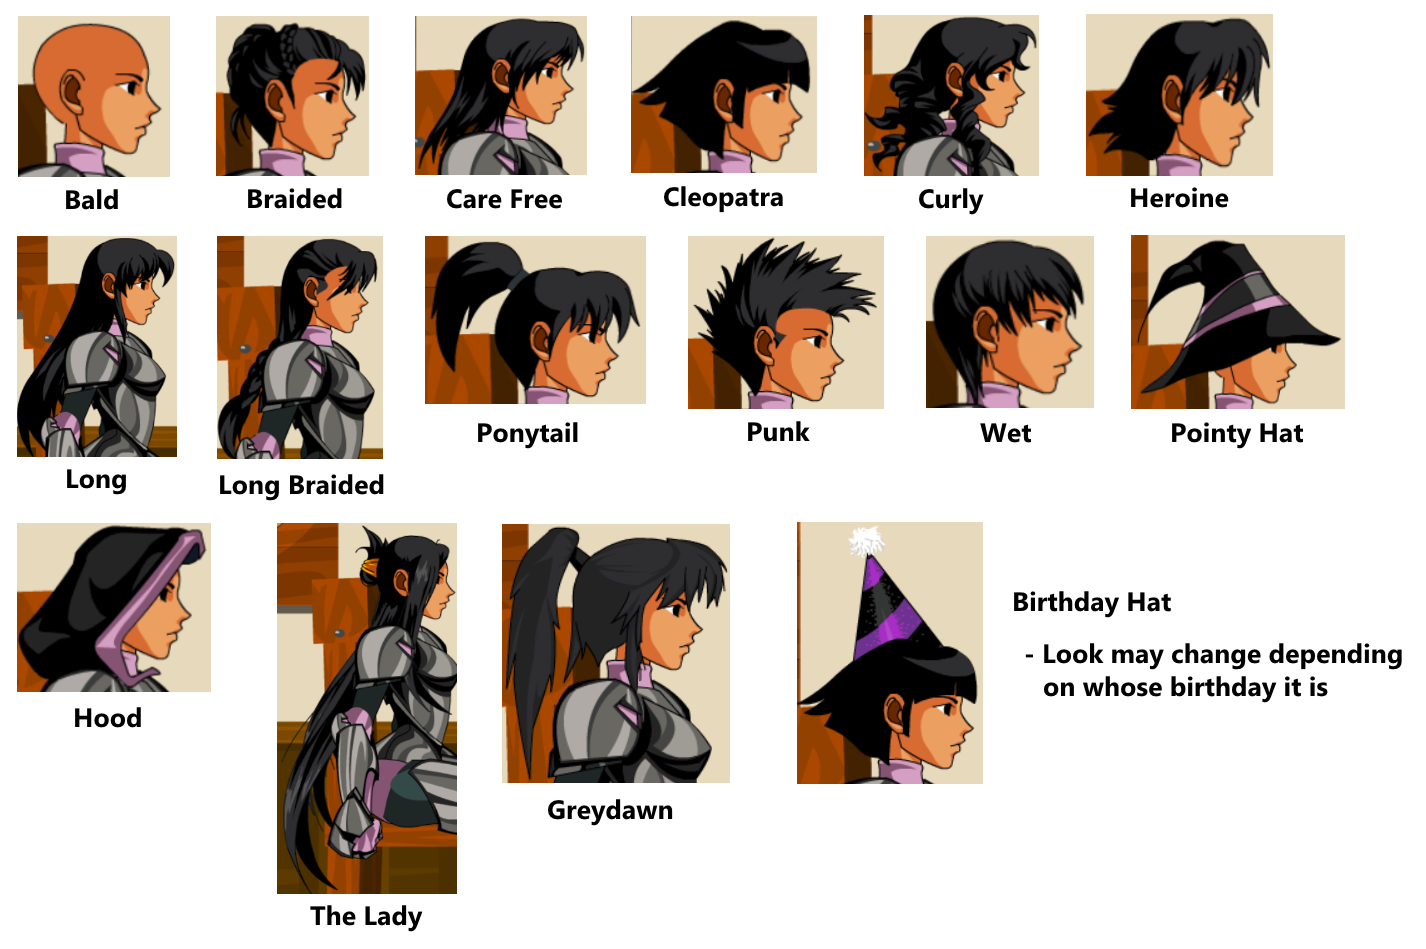 Bald
Braided
Care Free
Cleopatra
Curly
Heroine
Long
Long Braided
Ponytail
Punk
Wet
Pointy Hat
Hood
The Lady
Greydawn
Birthday Hat
- Look may change depending
on whose birthday it is